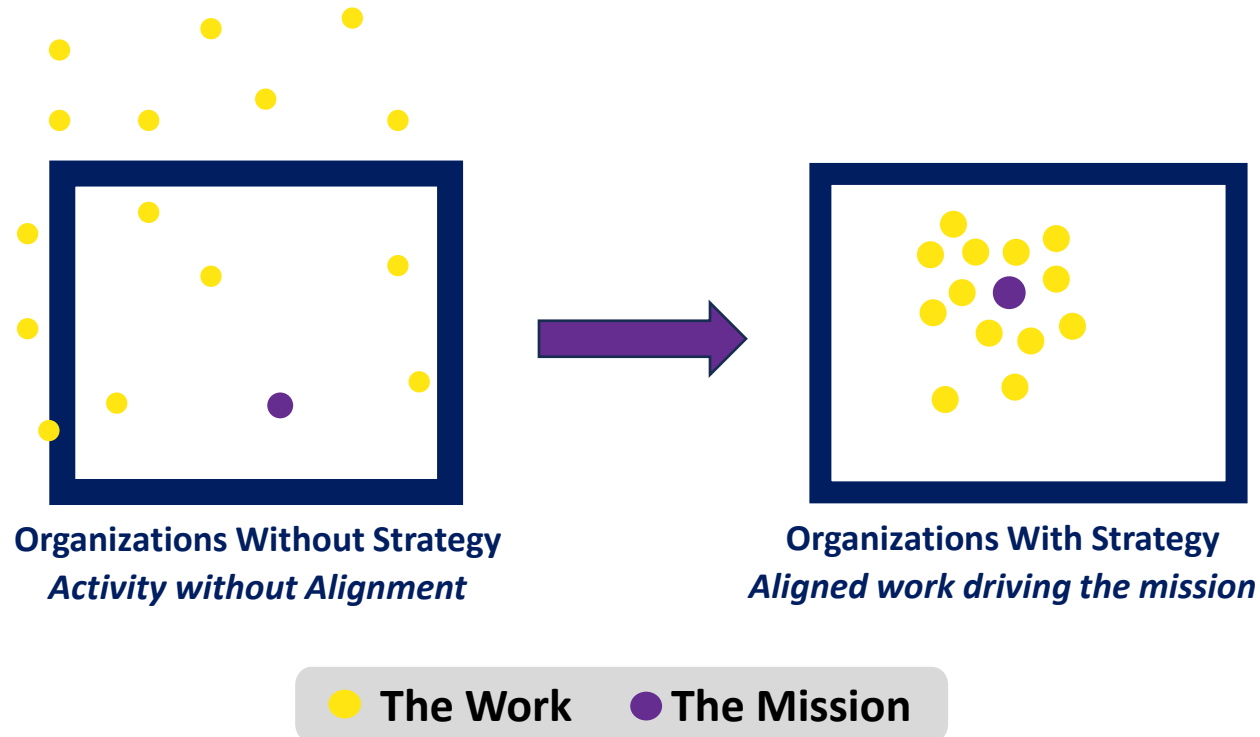 Organizations Without Strategy
Activity without Alignment
Organizations With Strategy
Aligned work driving the mission
The Work
The Mission